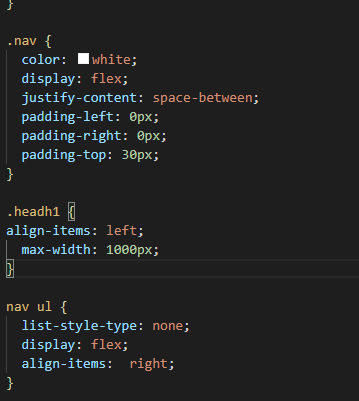 }
.nav {
color: white;
display: flex;
justify-content: space-between;
padding-left: 0px;
padding-right: 0px;
padding-top: 30px;
}
.headh1 {
align-items: left;
max-width: 1000px;
}
nav ul {
list-style-type: none;
display: flex;
align-items:  right;
}